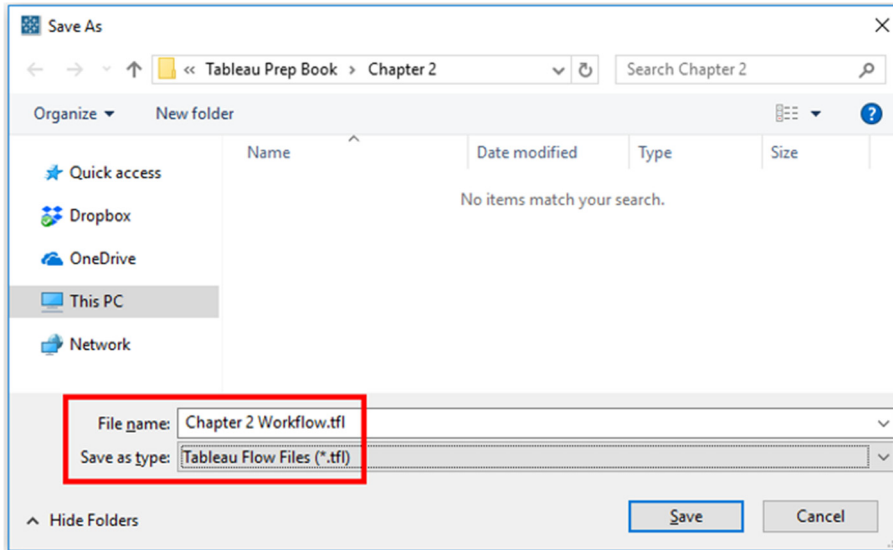 Save As
« Tableau Prep Book > Chapter 2
Search Chapter 2
Organize
New folder
?
Name
Date modified
Type
Size
No items match your search.
Quick access
Dropbox
OneDrive
This PC
Network
File name: Chapter 2 Workflow.tfl
Save as type: Tableau Flow Files (*.tfl)
Hide Folders
Save
Cancel